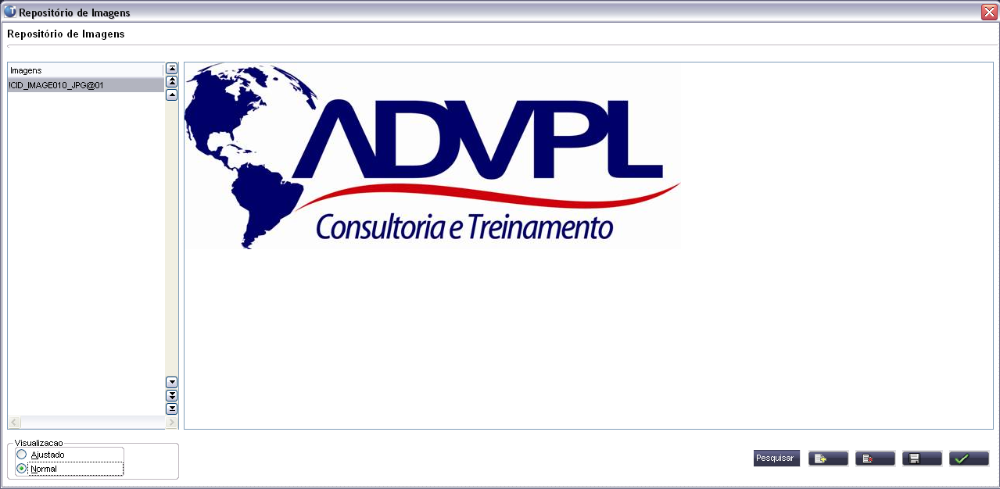 Repositório de Imagens
Repositório de Imagens
Imagens
!CID_IMAGE010_JPG@01
ADVPL
Consultoria e Treinamento
Visualizacao
Ajustado
Normal
Pesquisar